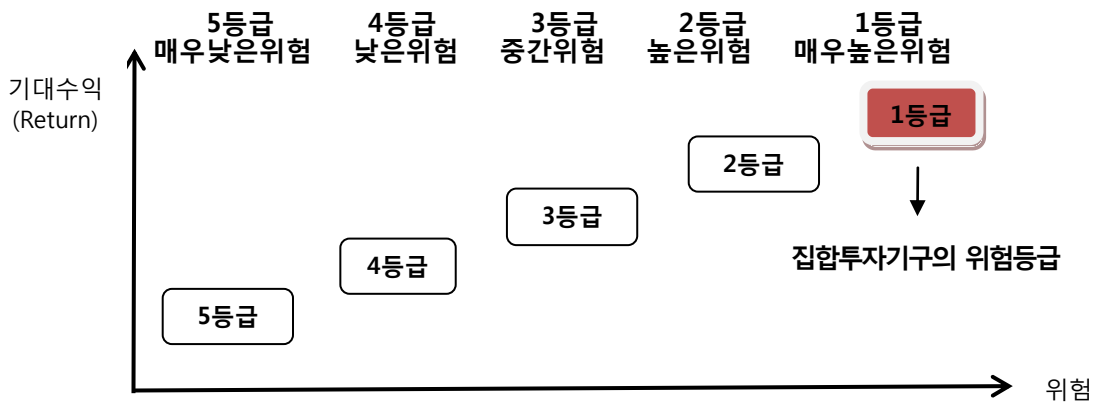 5등급 4등급 3등급 2등급 1등급
매우낮은위험 낮은위험 중간위험 높은위험 매우높은위험
기대수익
(Return)
1등급
2등급
3등급
집합투자기구의 위험등급
4등급
5등급
위험